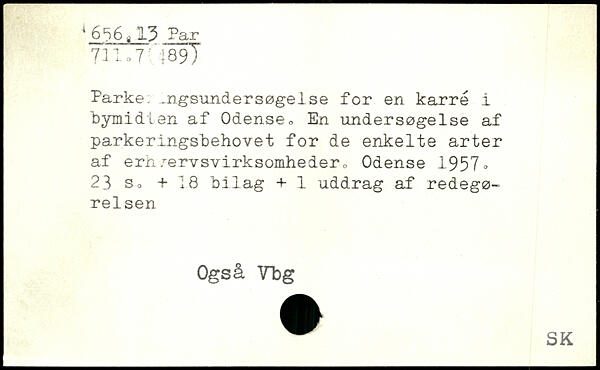 656.13 Par
711.7(489)
Parkeringsundersøgelse for en karré i
bymidten af Odense. En undersøgelse af
parkeringsbehovet for de enkelte arter
af erhvervsvirksomheder. Odense 1957.
23 s. + 18 bilag + 1 uddrag af redegø-
relsen
Også Vbg
SK